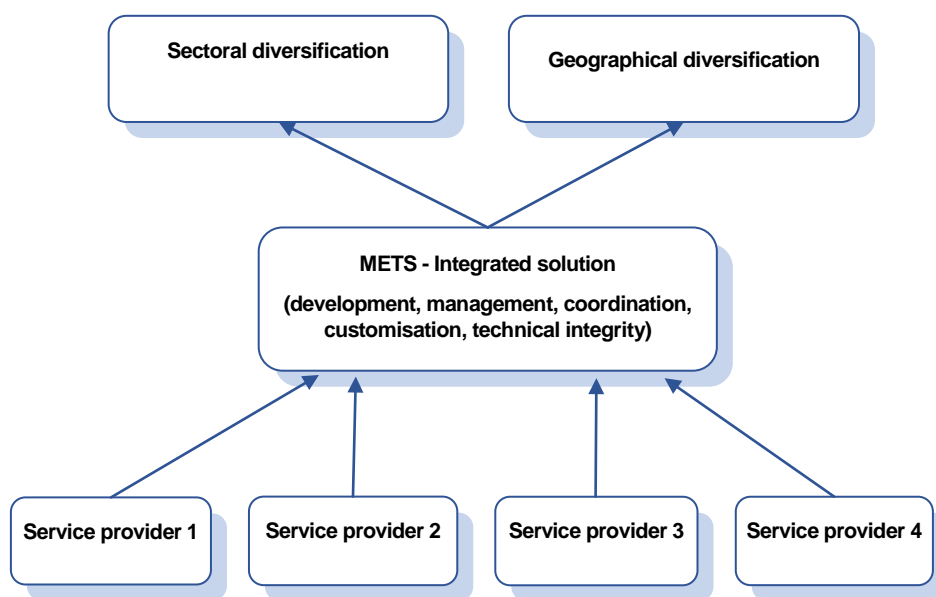 Sectoral diversification
Geographical diversification
METS - Integrated solution
(development, management, coordination,
customisation, technical integrity)
Service provider 1
Service provider 2
Service provider 3
Service provider 4